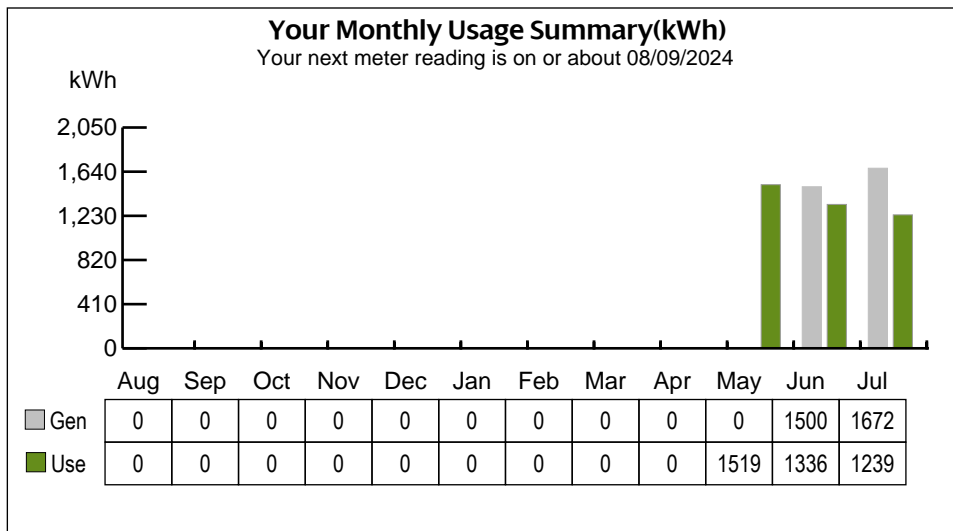 Your Monthly Usage Summary(kWh)
Your next meter reading is on or about 08/09/2024
kWh
2,050
1,640
1,230
820
410
0
Aug Sep Oct Nov Dec Jan Feb Mar Apr May Jun Jul
Gen 0 0 0 0 0 0 0 0 0 0 1500 1672
Use 0 0 0 0 0 0 0 0 0 1519 1336 1239